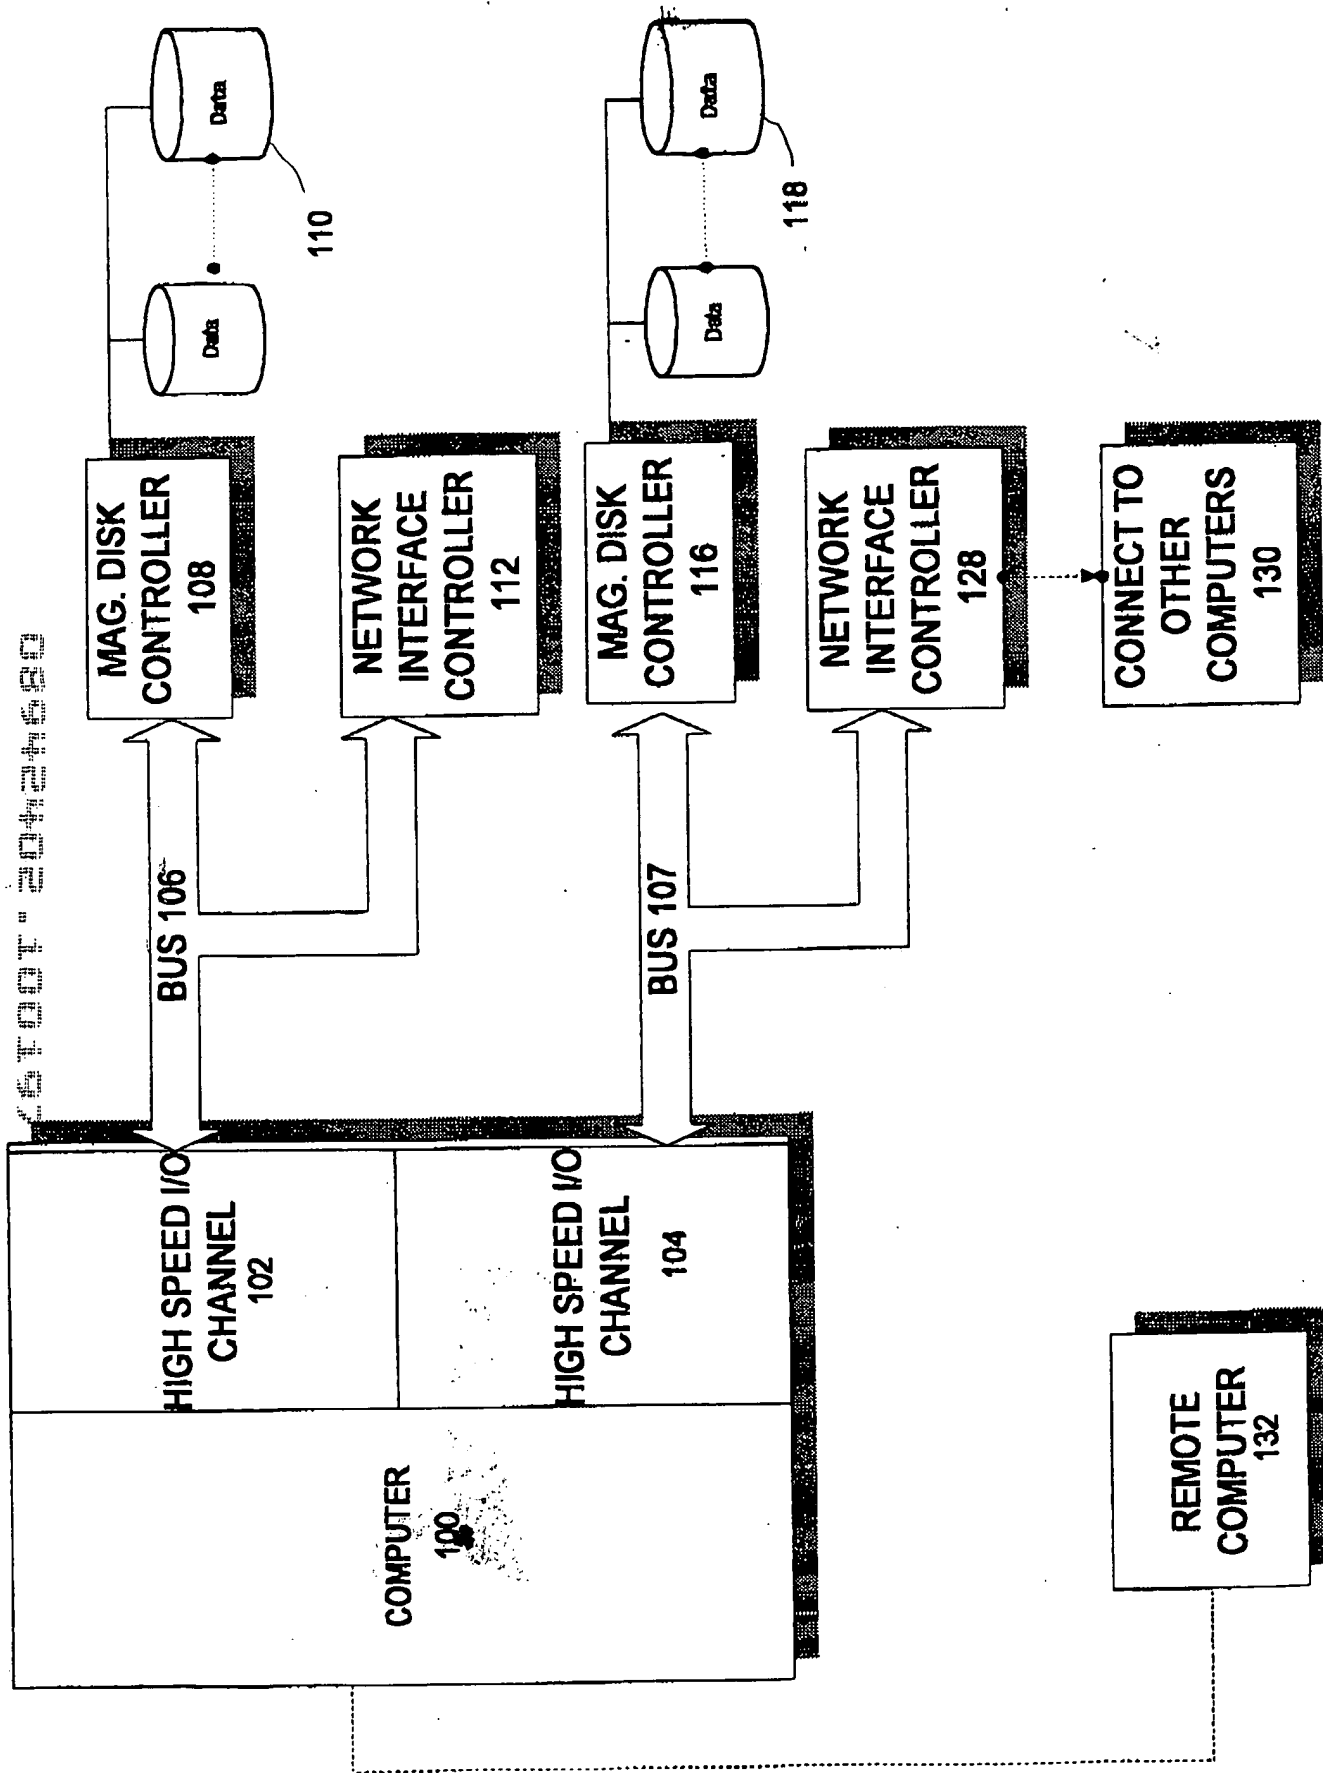 COMPUTER
100
HIGH SPEED I/O
CHANNEL
102
HIGH SPEED I/O
CHANNEL
104
BUS 106
BUS 107
MAG. DISK
CONTROLLER
108
NETWORK
INTERFACE
CONTROLLER
112
MAG. DISK
CONTROLLER
116
NETWORK
INTERFACE
CONTROLLER
128
CONNECT TO
OTHER
COMPUTERS
130
Data
Data
110
Data
Data
118
REMOTE
COMPUTER
132